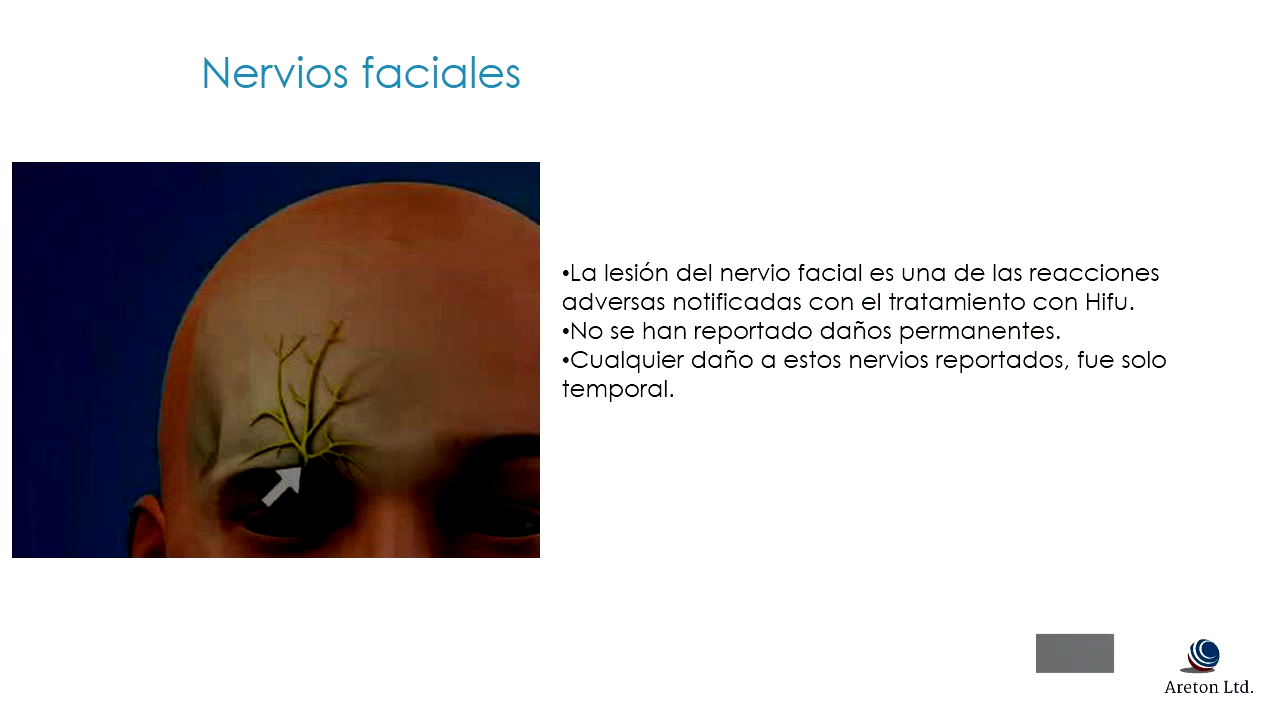 Nervios faciales
•La lesión del nervio facial es una de las reacciones
adversas notificadas con el tratamiento con Hifu.
•No se han reportado daños permanentes.
•Cualquier daño a estos nervios reportados, fue solo
temporal.
Areton Ltd.